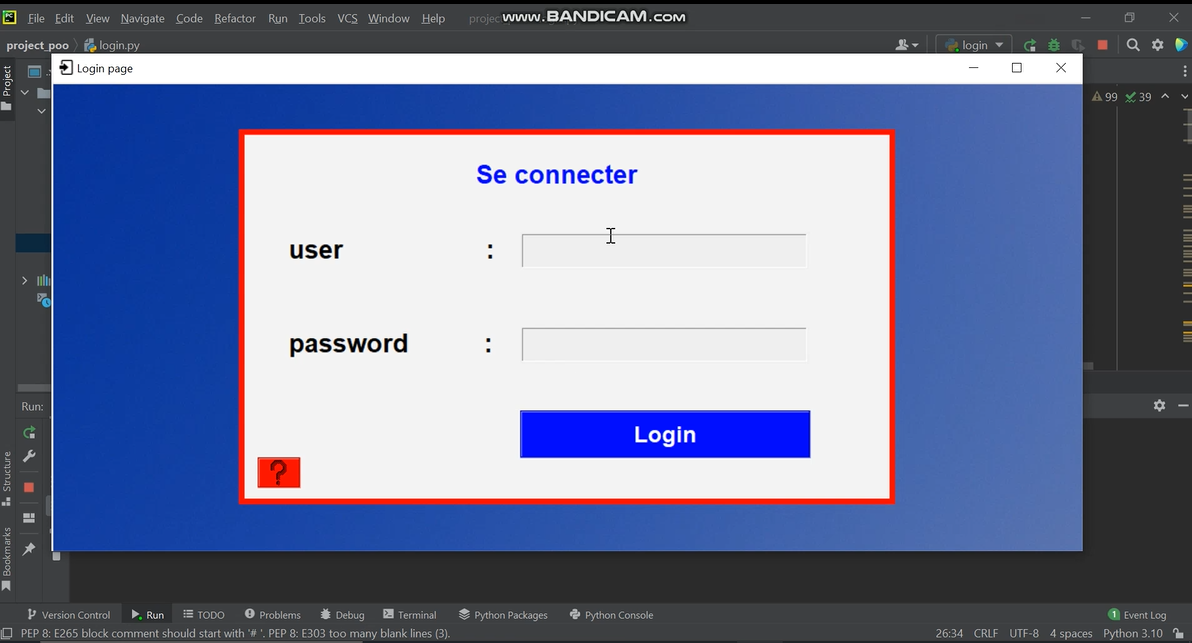 File Edit View Navigate Code Refactor Run Tools VCS Window Help projec
www.BANDICAM.com
project_poo login.py
login
Project
Login page
99 39
Se connecter
user :
password :
Login
?
Run:
Structure
Bookmarks
Version Control Run TODO Problems Debug Terminal Python Packages Python Console 1 Event Log
PEP 8: E265 block comment should start with '# '. PEP 8: E303 too many blank lines (3). 26:34 CRLF UTF-8 4 spaces Python 3.10